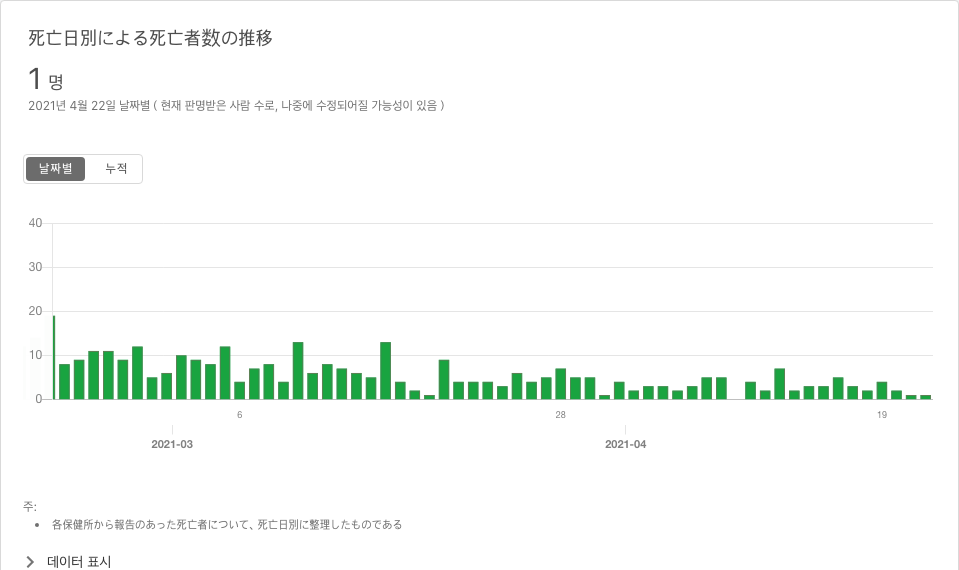 死亡日別による死亡者数の推移
1 명
2021년 4월 22일 날짜별 ( 현재 판명받은 사람 수로, 나중에 수정되어질 가능성이 있음 )
날짜별 누적
40
30
20
10
0
6 28 19
2021-03 2021-04
주:
• 各保健所から報告のあった死亡者について、死亡日別に整理したものである
데이터 표시